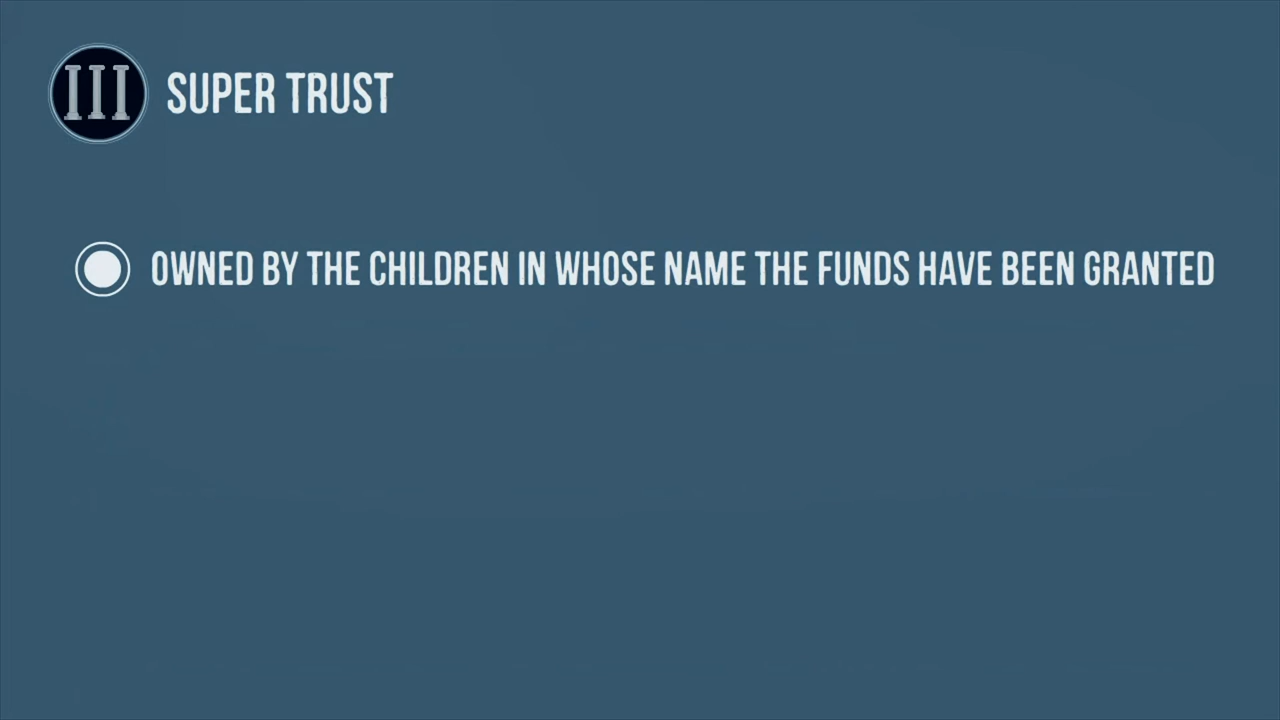 III SUPER TRUST
OWNED BY THE CHILDREN IN WHOSE NAME THE FUNDS HAVE BEEN GRANTED